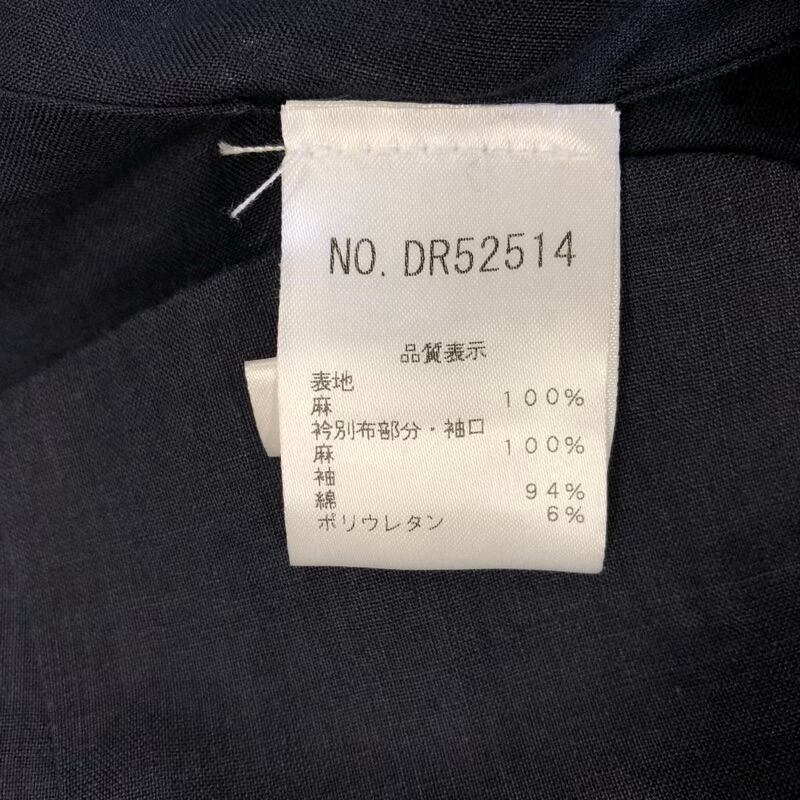 NO. DR52514
品質表示
表地
麻 100%
衿別布部分・袖口
麻 100%
袖
綿 94%
ポリウレタン 6%